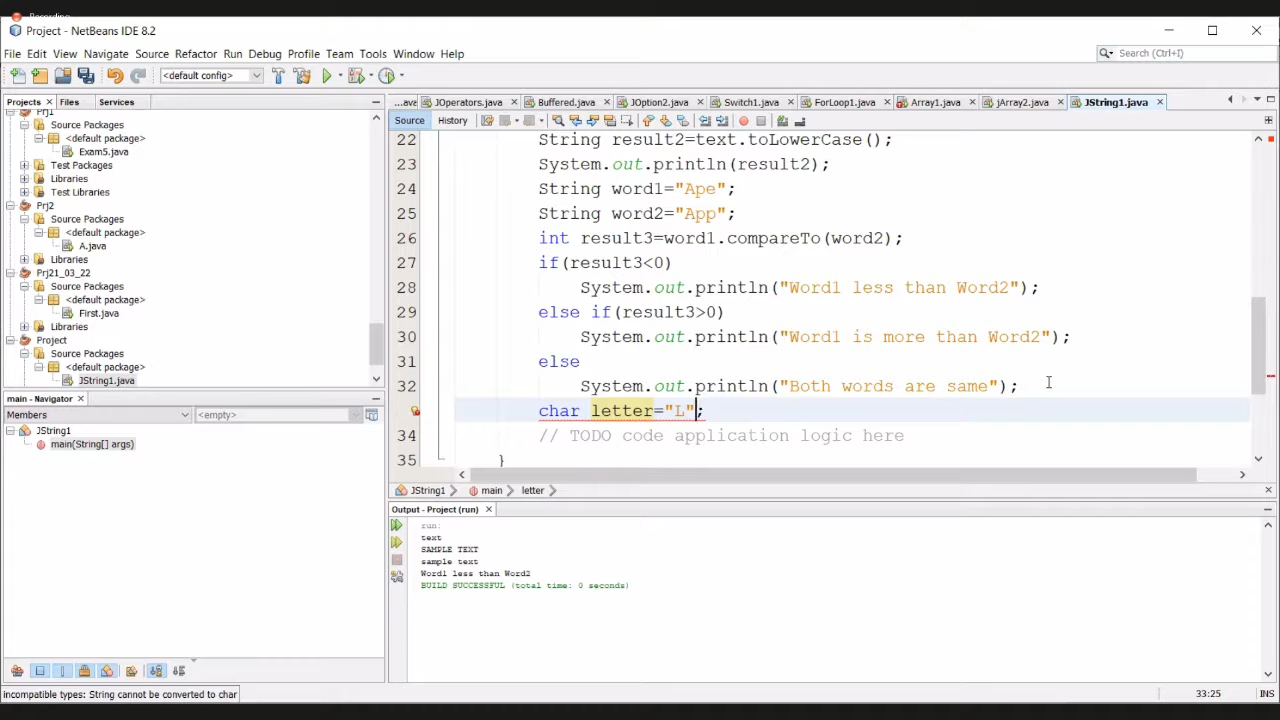 Recording
Project - NetBeans IDE 8.2
File Edit View Navigate Source Refactor Run Debug Profile Team Tools Window Help
Search (Ctrl+I)
<default config>
Projects Files Services
...ava JOperators.java Buffered.java JOption2.java Switch1.java ForLoop1.java Array1.java jArray2.java JString1.java
Source History
Prj1
Source Packages
<default package>
Exam5.java
Test Packages
Libraries
Test Libraries
Prj2
Source Packages
<default package>
A.java
Libraries
Prj21_03_22
Source Packages
<default package>
First.java
Libraries
Project
Source Packages
<default package>
JString1.java
22 String result2=text.toLowerCase();
23 System.out.println(result2);
24 String word1="Ape";
25 String word2="App";
26 int result3=word1.compareTo(word2);
27 if(result3<0)
28 System.out.println("Word1 less than Word2");
29 else if(result3>0)
30 System.out.println("Word1 is more than Word2");
31 else
32 System.out.println("Both words are same");
char letter="L";
34 // TODO code application logic here
35 }
main - Navigator
Members <empty>
JString1
main(String[] args)
JString1 main letter
Output - Project (run)
run:
text
SAMPLE TEXT
sample text
Word1 less than Word2
BUILD SUCCESSFUL (total time: 0 seconds)
incompatible types: String cannot be converted to char
33:25 INS